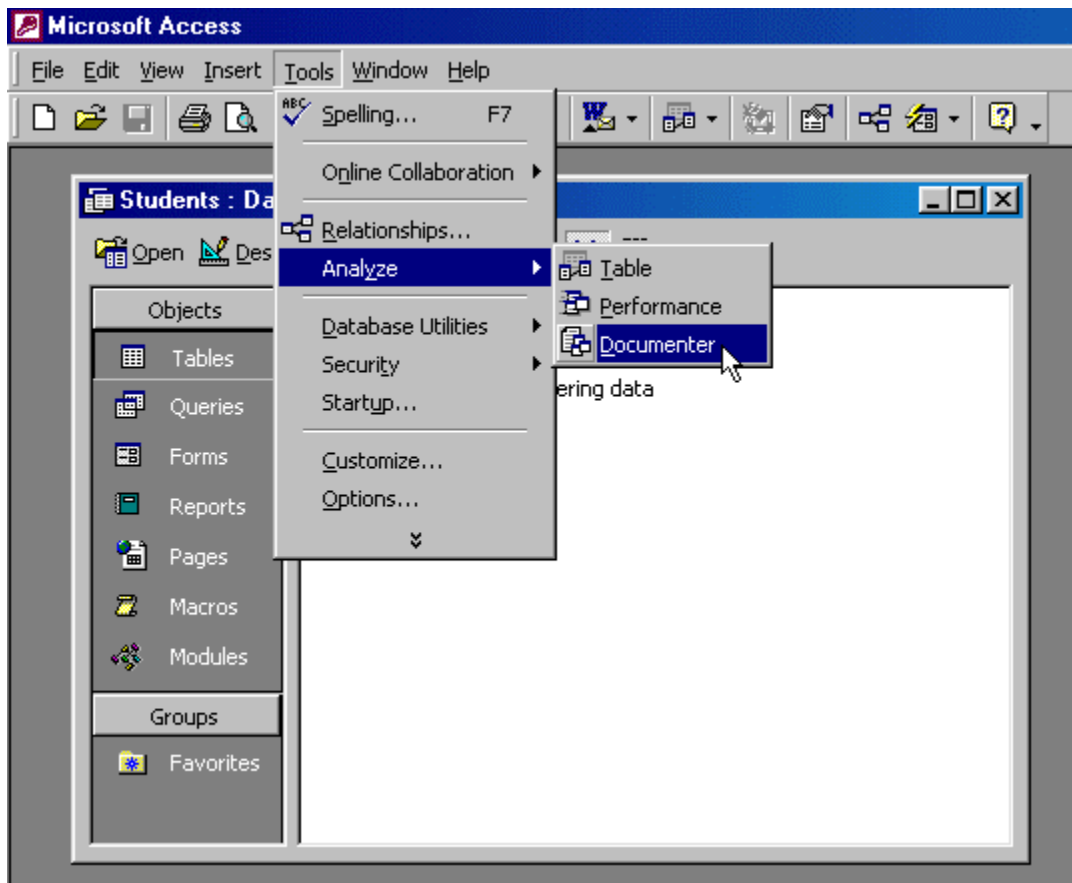 Microsoft Access
File Edit View Insert Tools Window Help
ABC Spelling... F7
Online Collaboration
Relationships...
Analyze
Database Utilities
Security
Startup...
Customize...
Options...
Table
Performance
Documenter
Students : Da
Open Des
ering data
Objects
Tables
Queries
Forms
Reports
Pages
Macros
Modules
Groups
Favorites